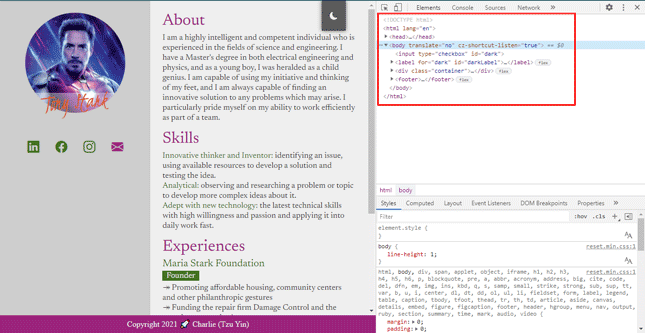 Tiny Stark
About
I am a highly intelligent and competent individual who is
experienced in the fields of science and engineering. I
have a Master's degree in both electrical engineering and
physics, and as a young boy, I was heralded as a child
genius. I am capable of using my initiative and thinking
of my feet, and I am always capable of finding an
innovative solution to any problems which may arise. I
particularly pride myself on my ability to work efficiently
as part of a team.
Skills
Innovative thinker and Inventor: identifying an issue,
using available resources to develop a solution and
testing the idea.
Analytical: observing and researching a problem or topic
to develop more complex ideas about it.
Adept with new technology: the latest technical skills
with high willingness and passion and applying it into
daily work fast.
Experiences
Maria Stark Foundation
Founder
↠ Promoting affordable housing, community centers
and other philanthropic gestures
↠ Funding the repairing firm Damage Control and the
Copyright 2021 🚀 Charlie (Tzu Yin)
Elements Console Sources Network »
<!DOCTYPE html>
<html lang="en">
<head>…</head>
<body translate="no" cz-shortcut-listen="true"> == $0
<input type="checkbox" id="dark">
<label for="dark" id="darkLabel">…</label> flex
<div class="container">…</div> flex
<footer>…</footer> flex
</body>
</html>
html body
Styles Computed Layout Event Listeners DOM Breakpoints Properties »
Filter :hov .cls +
element.style {
}
body { reset.min.css:1
line-height: 1;
}
html, body, div, span, applet, object, iframe, h1, h2, h3, reset.min.css:1
h4, h5, h6, p, blockquote, pre, a, abbr, acronym, address, big, cite, code,
del, dfn, em, img, ins, kbd, q, s, samp, small, strike, strong, sub, sup, tt,
var, b, u, i, center, dl, dt, dd, ol, ul, li, fieldset, form, label, legend,
table, caption, tbody, tfoot, thead, tr, th, td, article, aside, canvas,
details, embed, figure, figcaption, footer, header, hgroup, menu, nav, output,
ruby, section, summary, time, mark, audio, video {
margin: 0;
padding: 0;